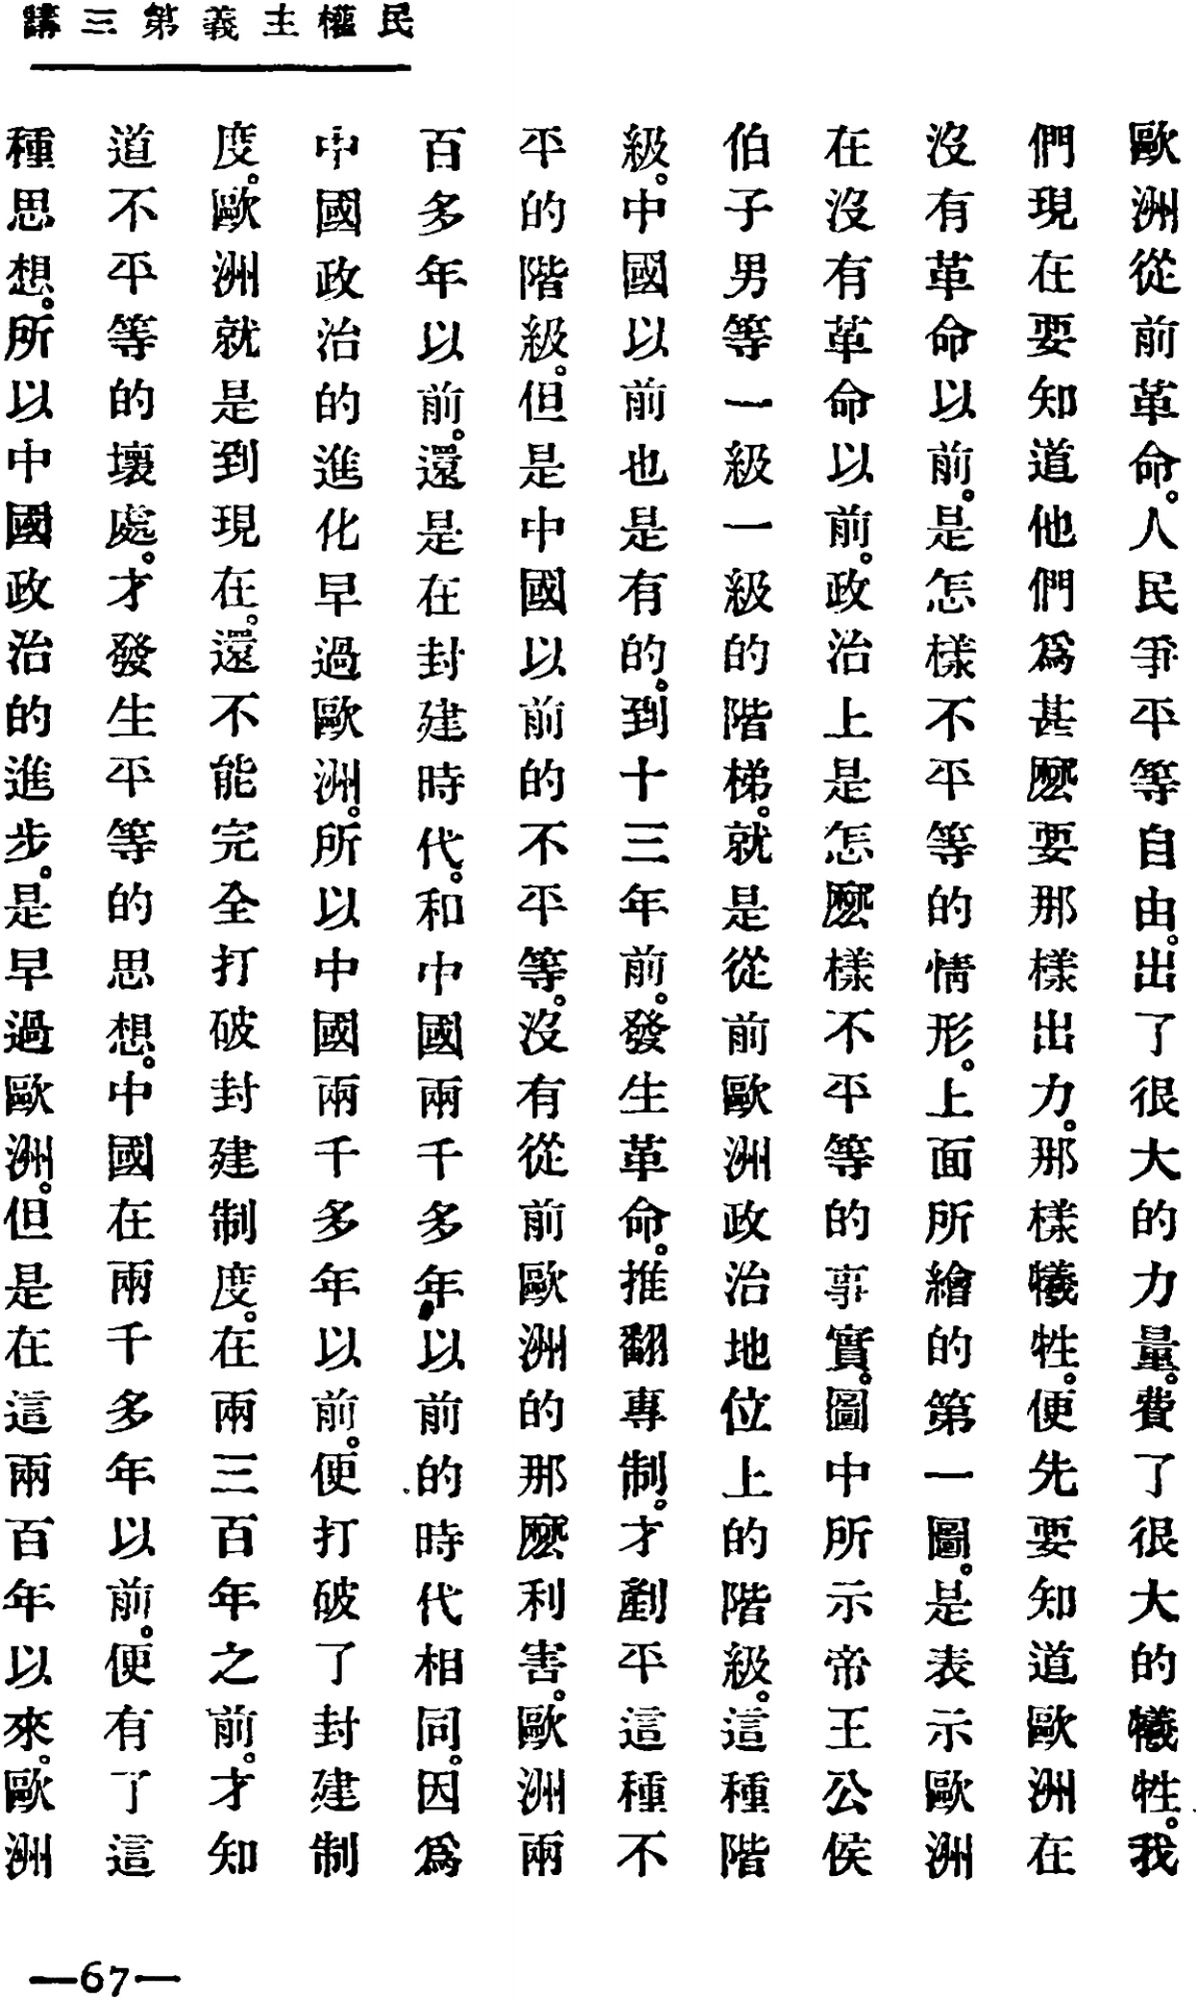 民權主義第三講
歐洲從前革命。人民爭平等自由。出了很大的力量。費了很大的犧牲。我
們現在要知道他們爲甚麽要那樣出力。那樣犧牲。便先要知道歐洲在
沒有革命以前。是怎樣不平等的情形。上面所繪的第一圖。是表示歐洲
在沒有革命以前。政治上是怎麽樣不平等的事實。圖中所示帝王公侯
伯子男等一級一級的階梯。就是從前歐洲政治地位上的階級。這種階
級。中國以前也是有的。到十三年前。發生革命。推翻專制。才剷平這種不
平的階級。但是中國以前的不平等。沒有從前歐洲的那麽利害。歐洲兩
百多年以前。還是在封建時代。和中國兩千多年以前的時代相同。因爲
中國政治的進化早過歐洲。所以中國兩千多年以前。便打破了封建制
度。歐洲就是到現在。還不能完全打破封建制度。在兩三百年之前。才知
道不平等的壞處。才發生平等的思想。中國在兩千多年以前。便有了這
種思想。所以中國政治的進步。是早過歐洲。但是在這兩百年以來。歐洲
—67—